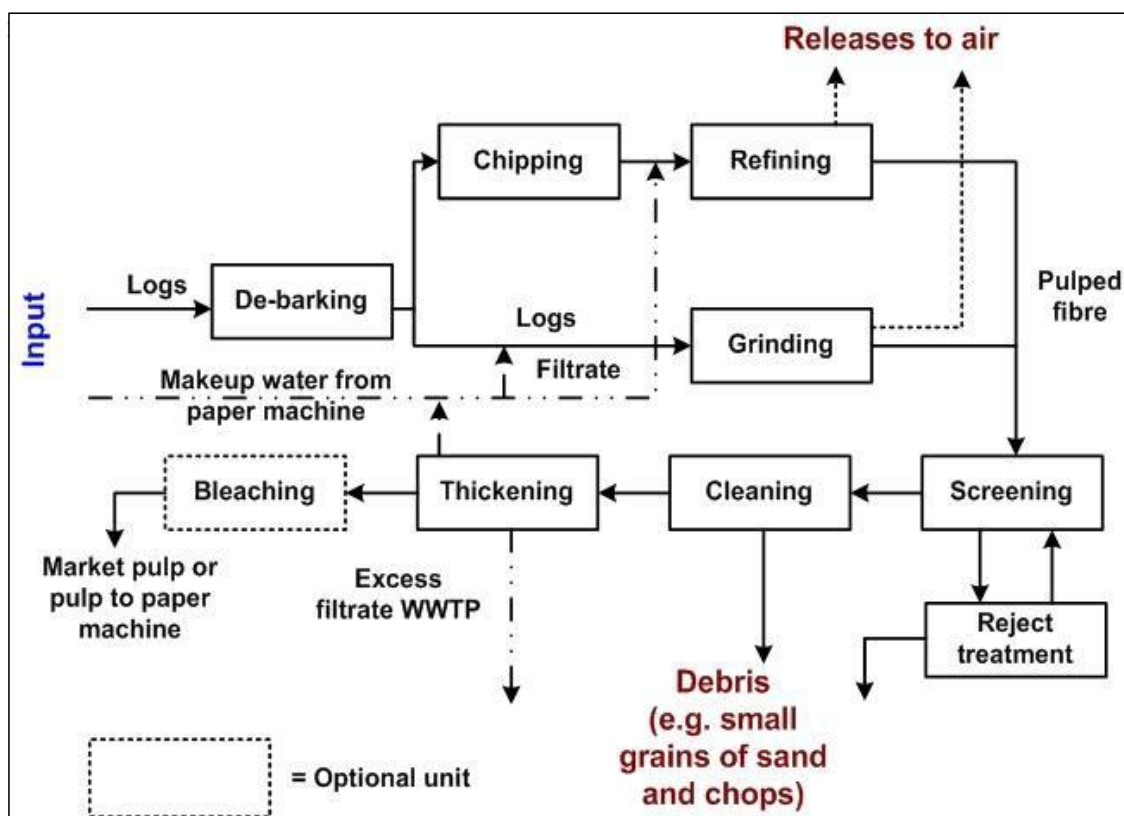 Releases to air
Chipping
Refining
Input
Logs
De-barking
Logs
Grinding
Pulped
fibre
Makeup water from
paper machine
Filtrate
Bleaching
Thickening
Cleaning
Screening
Market pulp or
pulp to paper
machine
Excess
filtrate WWTP
Reject
treatment
Debris
(e.g. small
grains of sand
and chops)
= Optional unit